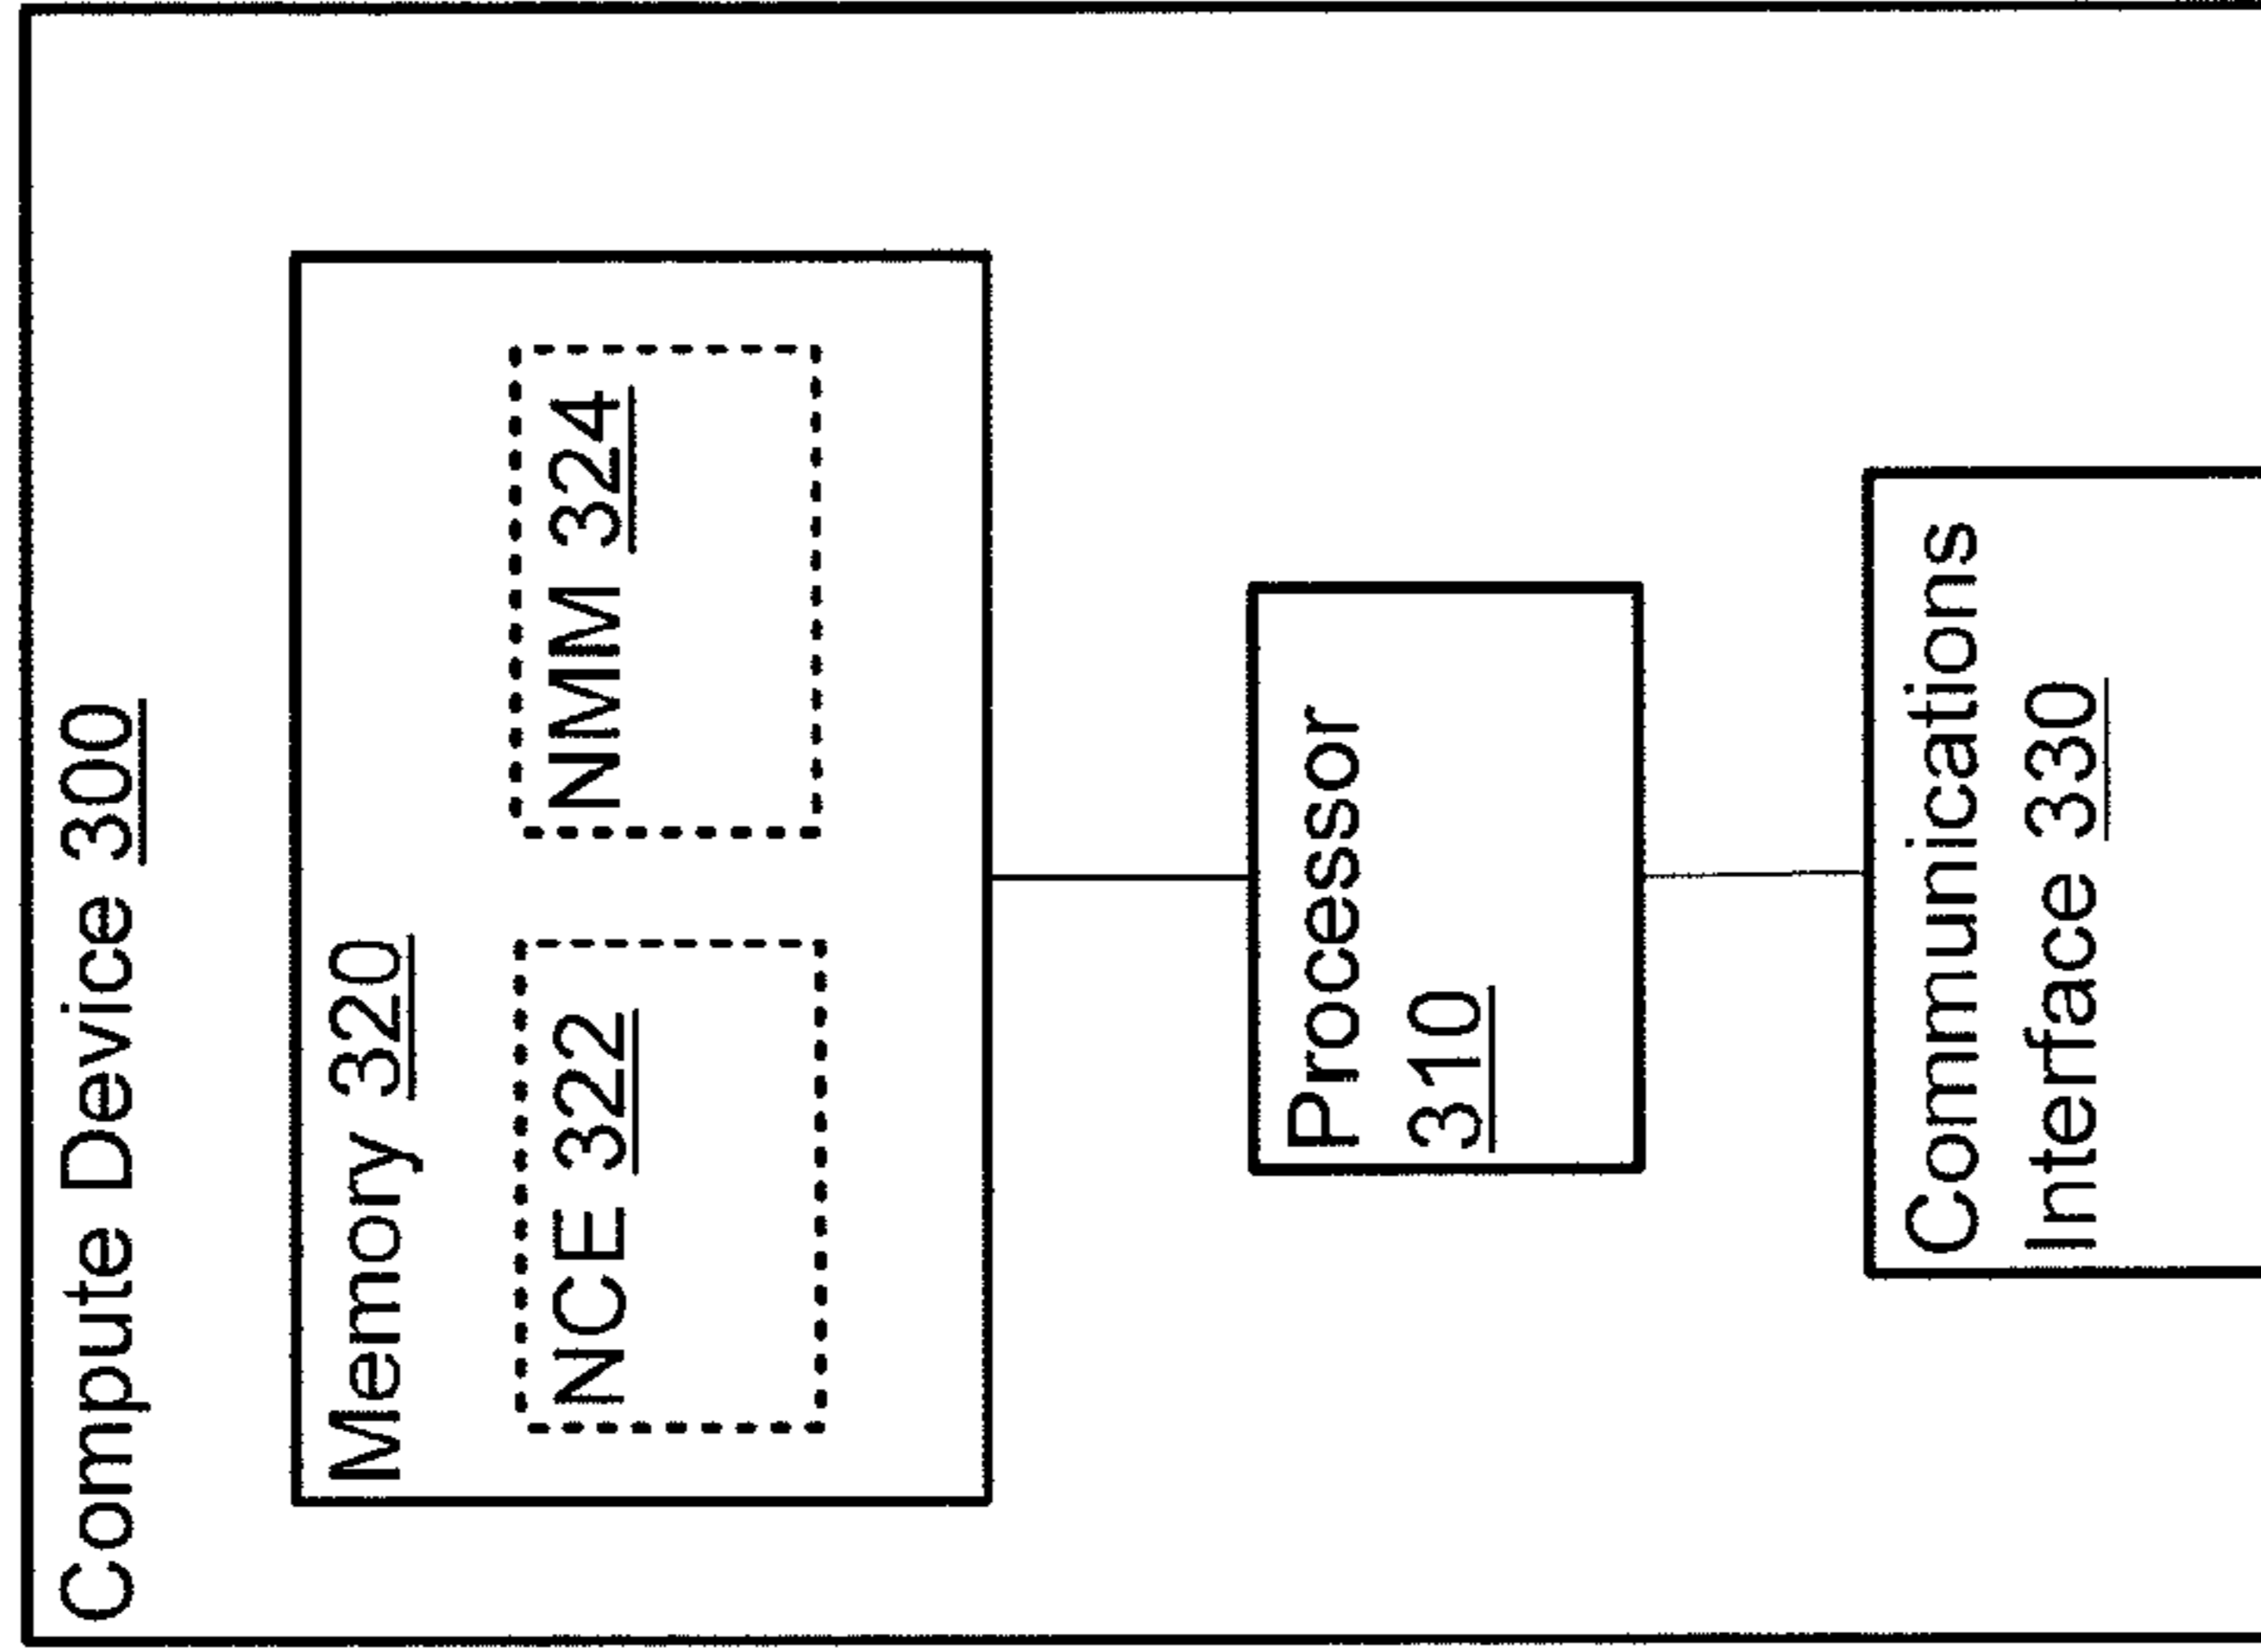 Compute Device 300
Memory 320
NCE 322
NMM 324
Processor
310
Communications
Interface 330